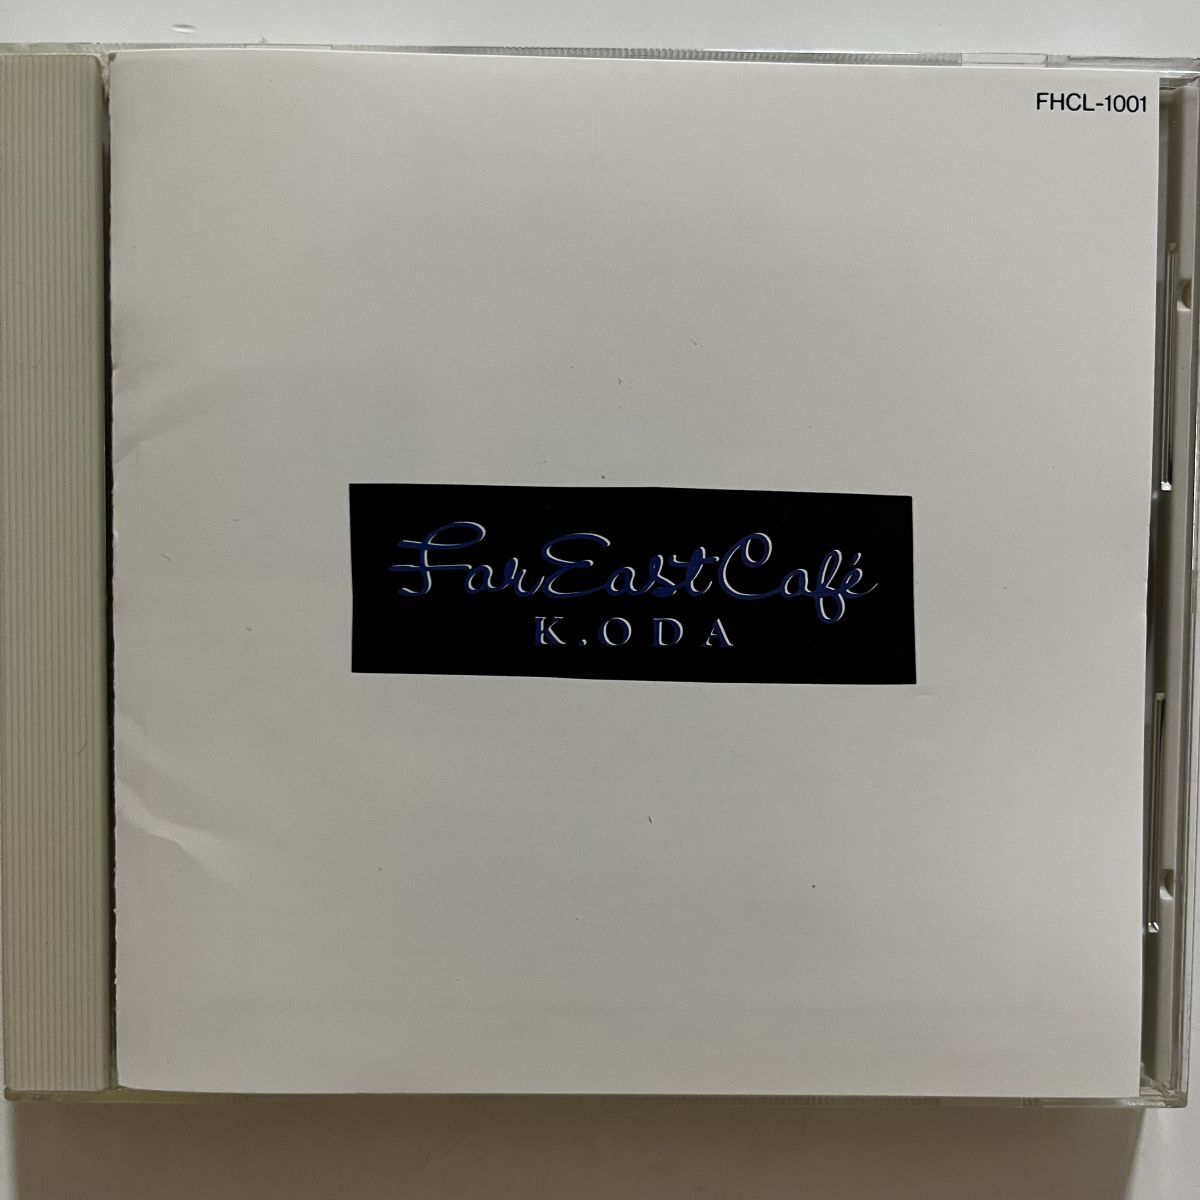 FHCL-1001
Far East Café
K.ODA